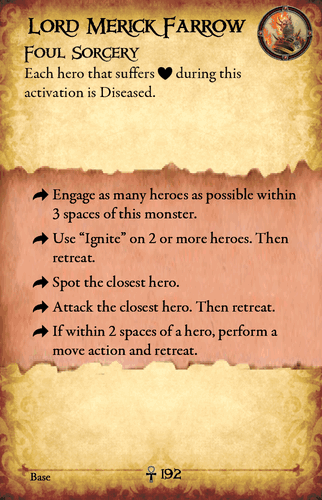 Lord Merick Farrow
Foul Sorcery
Each hero that suffers ♥ during this
activation is Diseased.
Engage as many heroes as possible within
3 spaces of this monster.
Use “Ignite” on 2 or more heroes. Then
retreat.
Spot the closest hero.
Attack the closest hero. Then retreat.
If within 2 spaces of a hero, perform a
move action and retreat.
Base
192